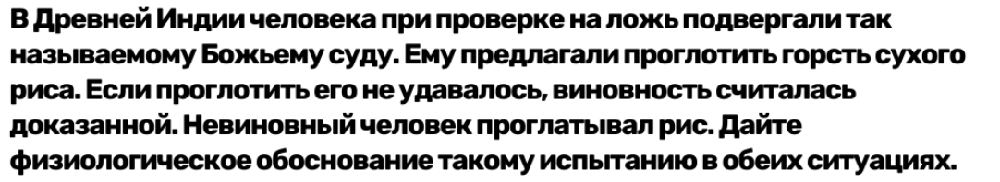 В Древней Индии человека при проверке на ложь подвергали так
называемому Божьему суду. Ему предлагали проглотить горсть сухого
риса. Если проглотить его не удавалось, виновность считалась
доказанной. Невиновный человек проглатывал рис. Дайте
физиологическое обоснование такому испытанию в обеих ситуациях.